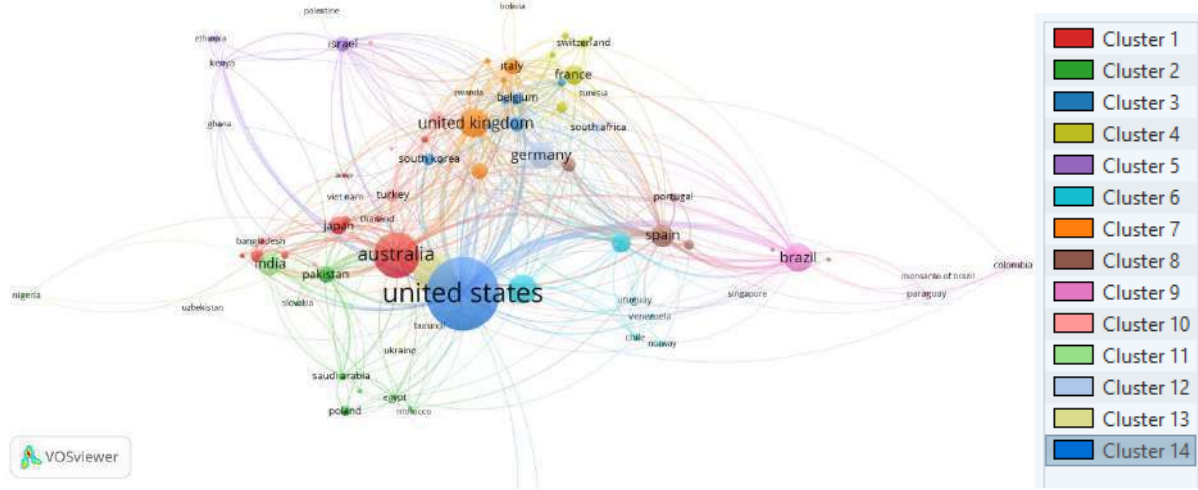 palestine
bolivia
ethiopia
israel
switzerland
kenya
italy
france
rwanda
belgium
tunisia
ghana
united kingdom
south africa
south korea
germany
viet nam
turkey
portugal
japan
thailand
bangladesh
spain
india
australia
brazil
pakistan
colombia
monsanto of brazil
nigeria
united states
singapore
paraguay
uzbekistan
slovakia
uruguay
burundi
venezuela
chile
norway
ukraine
saudi arabia
egypt
poland
morocco
VOSviewer
Cluster 1
Cluster 2
Cluster 3
Cluster 4
Cluster 5
Cluster 6
Cluster 7
Cluster 8
Cluster 9
Cluster 10
Cluster 11
Cluster 12
Cluster 13
Cluster 14